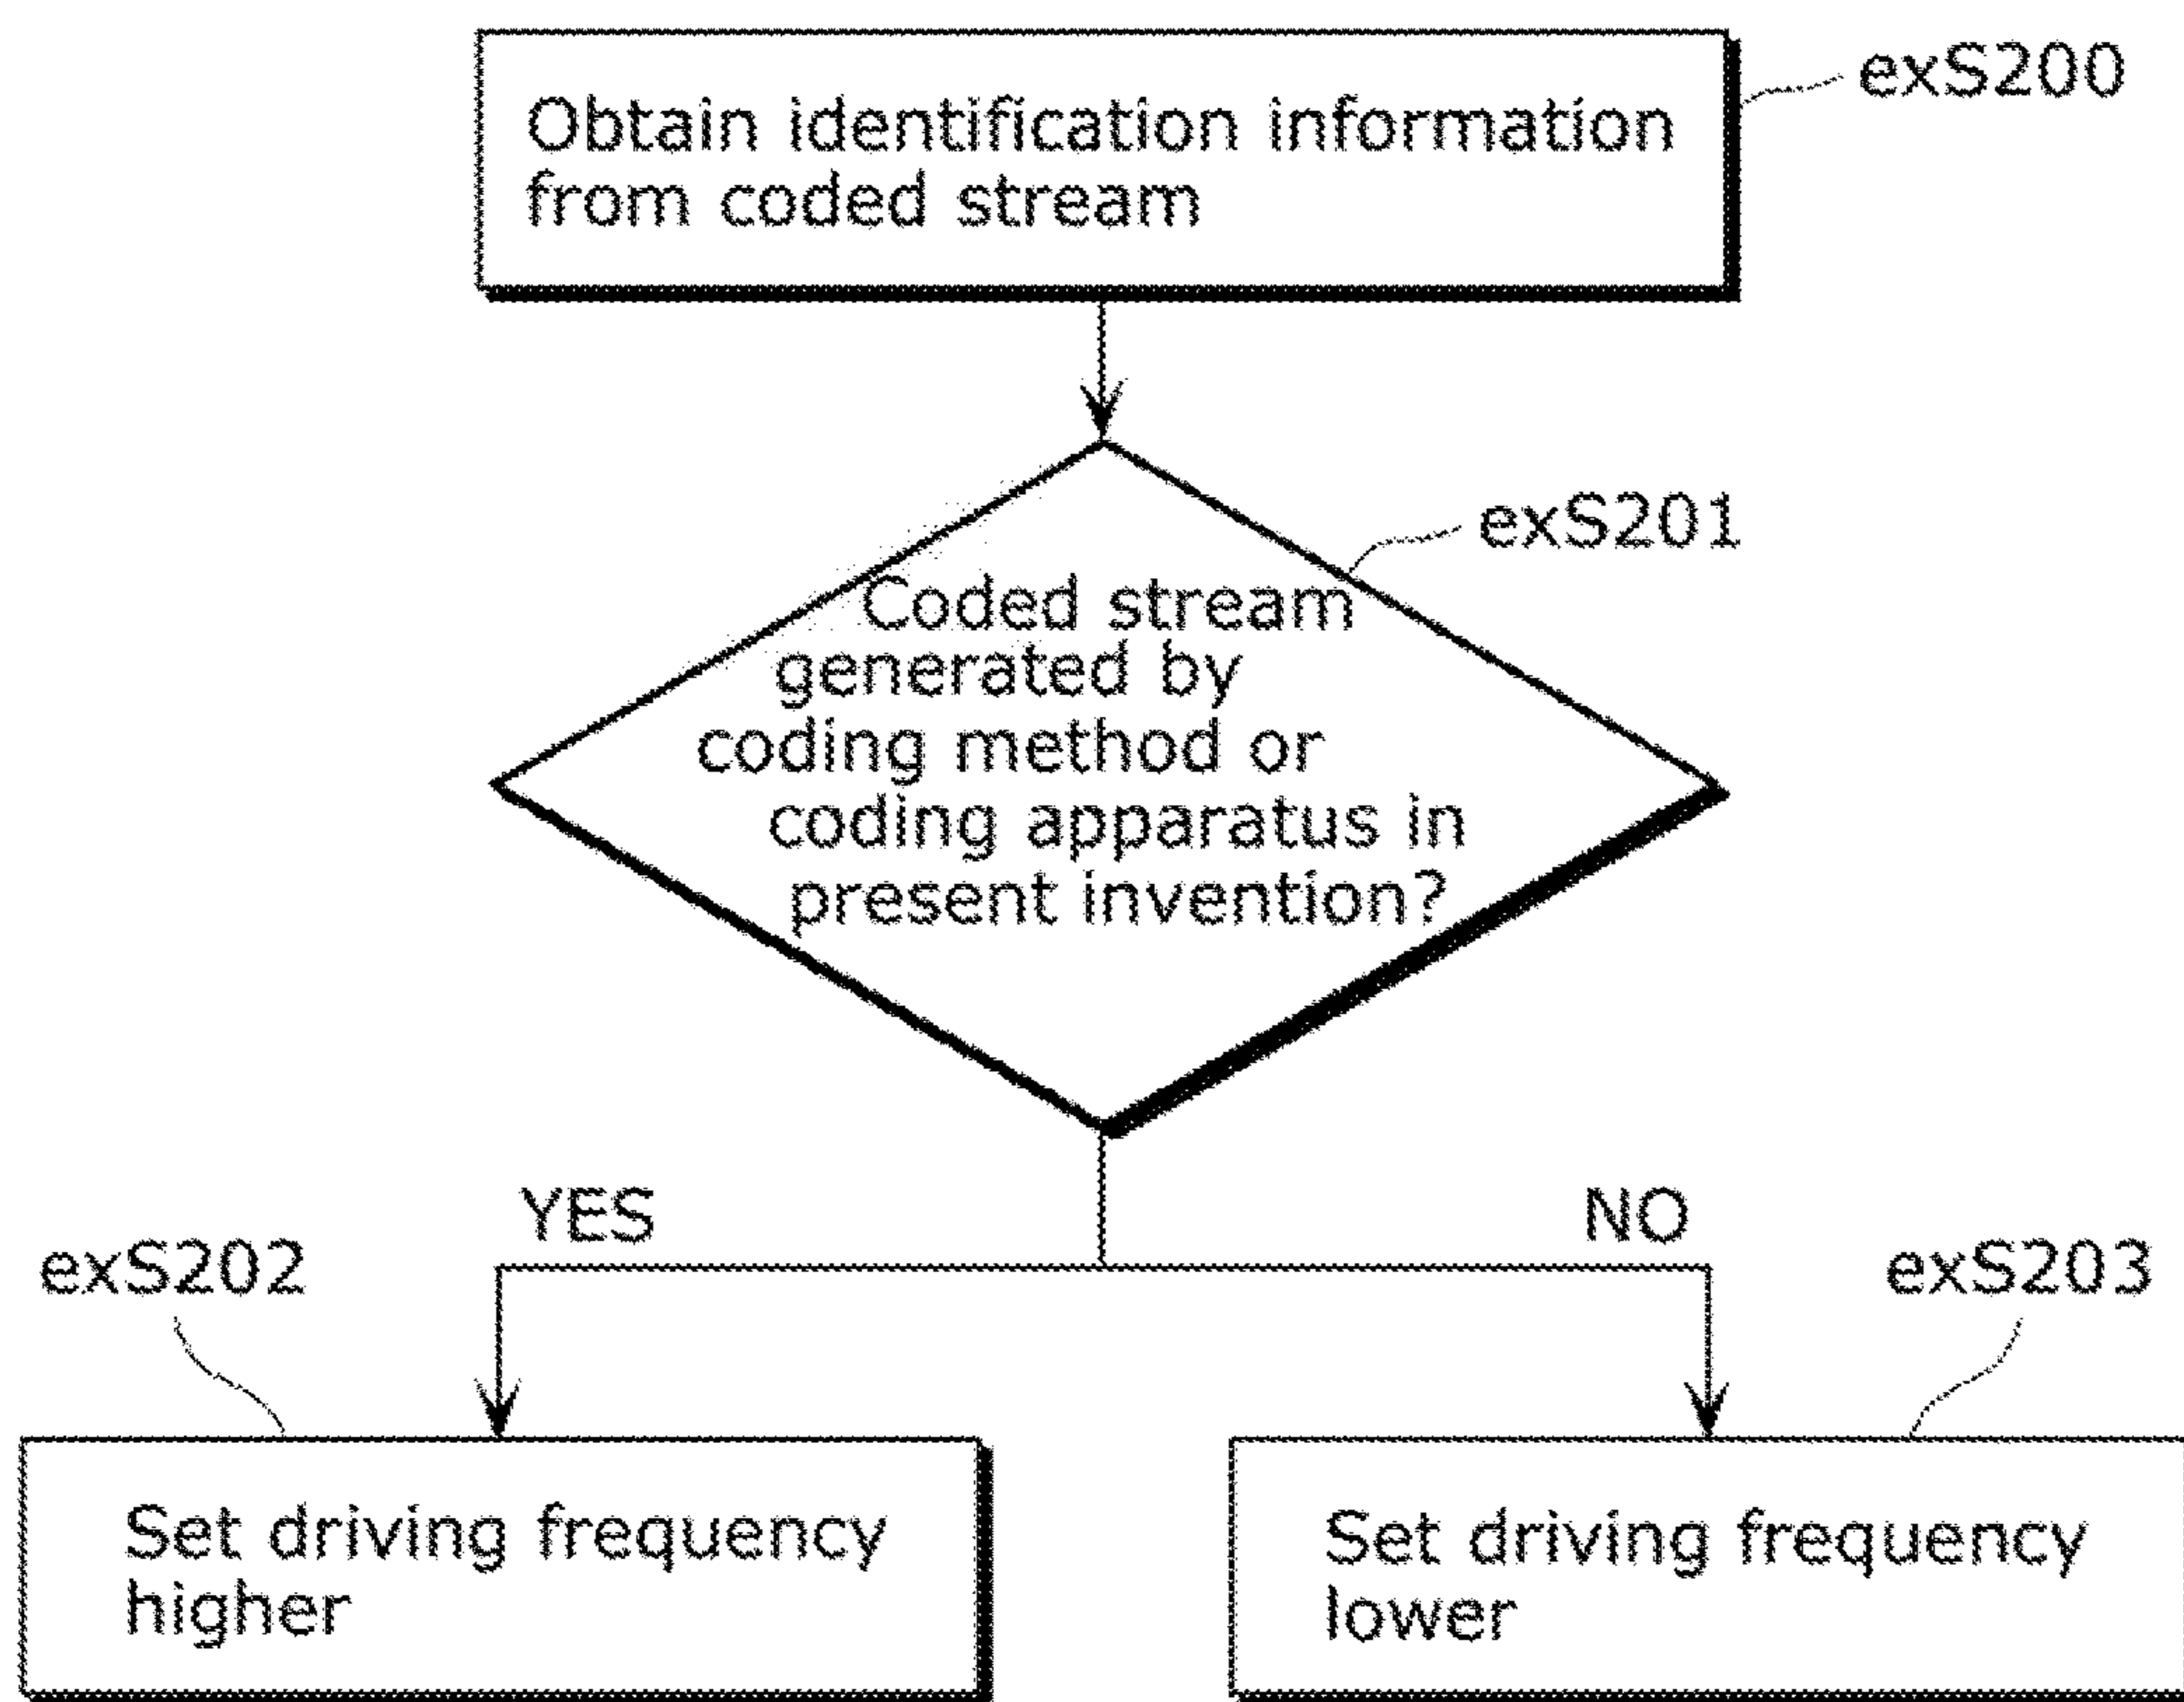 Obtain identification information
from coded stream
exS200
exS201
Coded stream
generated by
coding method or
coding apparatus in
present invention?
YES
NO
exS202
exS203
Set driving frequency
higher
Set driving frequency
lower